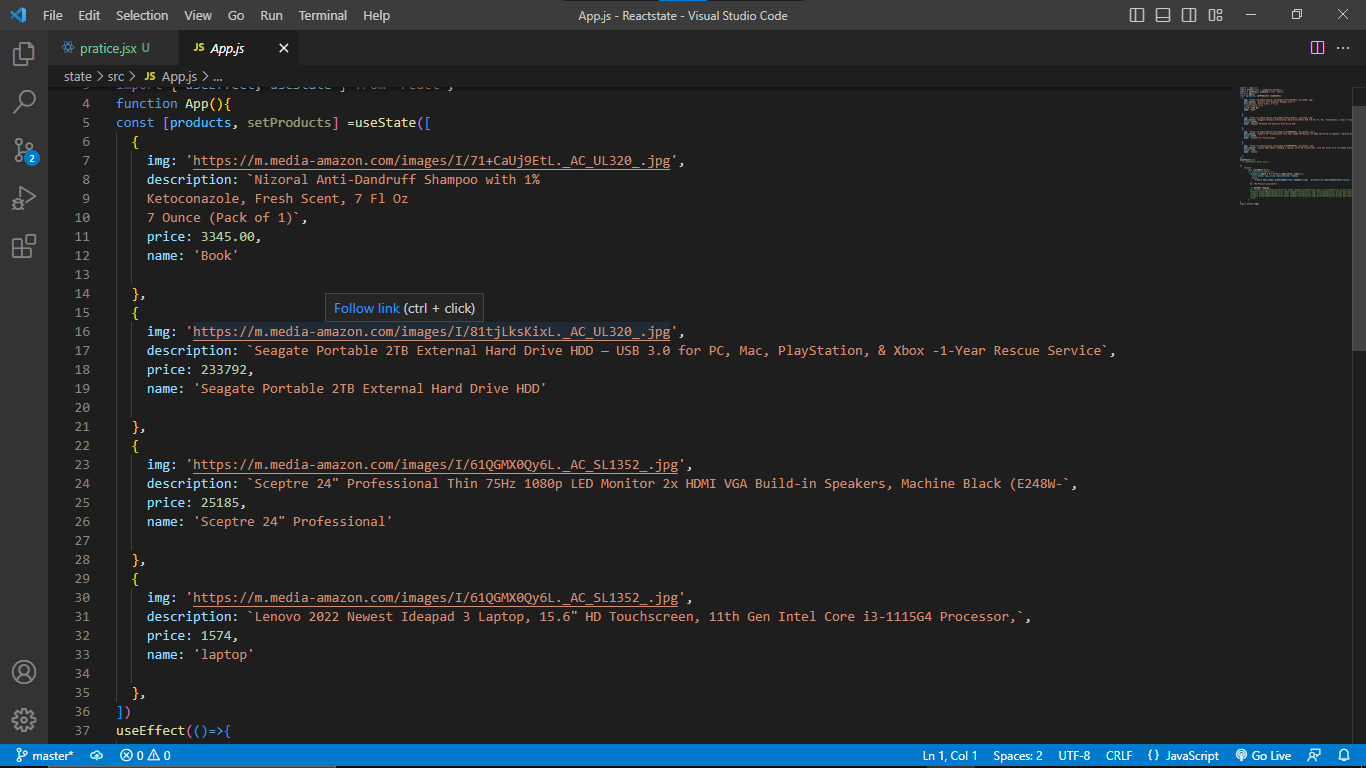 File Edit Selection View Go Run Terminal Help App.js - Reactstate - Visual Studio Code
pratice.jsx U JS App.js
state > src > JS App.js > ...
4 function App(){
5 const [products, setProducts] =useState([
6 {
7 img: 'https://m.media-amazon.com/images/I/71+CaUj9EtL._AC_UL320_.jpg',
8 description: `Nizoral Anti-Dandruff Shampoo with 1%
9 Ketoconazole, Fresh Scent, 7 Fl Oz
10 7 Ounce (Pack of 1)`,
11 price: 3345.00,
12 name: 'Book'
13
14 },
Follow link (ctrl + click)
15 {
16 img: 'https://m.media-amazon.com/images/I/81tjLksKixL._AC_UL320_.jpg',
17 description: `Seagate Portable 2TB External Hard Drive HDD — USB 3.0 for PC, Mac, PlayStation, & Xbox -1-Year Rescue Service`,
18 price: 233792,
19 name: 'Seagate Portable 2TB External Hard Drive HDD'
20
21 },
22 {
23 img: 'https://m.media-amazon.com/images/I/61QGMX0Qy6L._AC_SL1352_.jpg',
24 description: `Sceptre 24" Professional Thin 75Hz 1080p LED Monitor 2x HDMI VGA Build-in Speakers, Machine Black (E248W-`,
25 price: 25185,
26 name: 'Sceptre 24" Professional'
27
28 },
29 {
30 img: 'https://m.media-amazon.com/images/I/61QGMX0Qy6L._AC_SL1352_.jpg',
31 description: `Lenovo 2022 Newest Ideapad 3 Laptop, 15.6" HD Touchscreen, 11th Gen Intel Core i3-1115G4 Processor,`,
32 price: 1574,
33 name: 'laptop'
34
35 },
36 ])
37 useEffect(()=>{
2
master* 0 0 Ln 1, Col 1 Spaces: 2 UTF-8 CRLF { } JavaScript Go Live